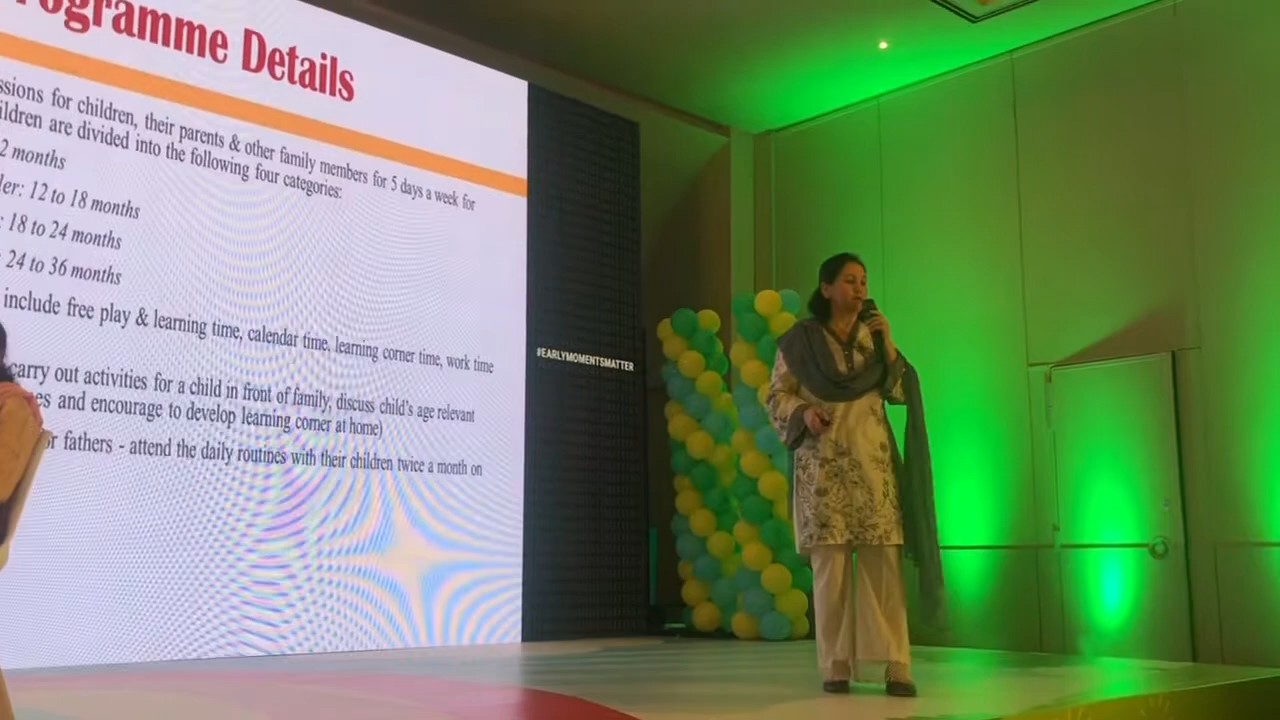 ogramme Details
ssions for children, their parents & other family members for 5 days a week for
ildren are divided into the following four categories:
2 months
ler: 12 to 18 months
: 18 to 24 months
24 to 36 months
include free play & learning time, calendar time, learning corner time, work time
carry out activities for a child in front of family, discuss child's age relevant
es and encourage to develop learning corner at home)
or fathers - attend the daily routines with their children twice a month on
#EARLYMOMENTSMATTER